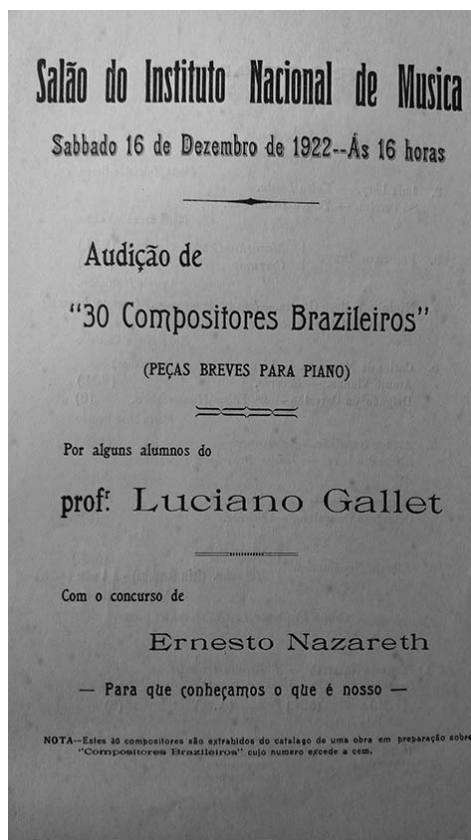 Salão do Instituto Nacional de Musica
Sabbado 16 de Dezembro de 1922--Ás 16 horas
Audição de
"30 Compositores Brazileiros"
(PEÇAS BREVES PARA PIANO)
Por alguns alumnos do
prof.r Luciano Gallet
Com o concurso de
Ernesto Nazareth
— Para que conheçamos o que é nosso —
NOTA--Estes 30 compositores são extrahidos do catalago de uma obra em preparação sobre
"Compositores Brazileiros" cujo numero excede a cem.